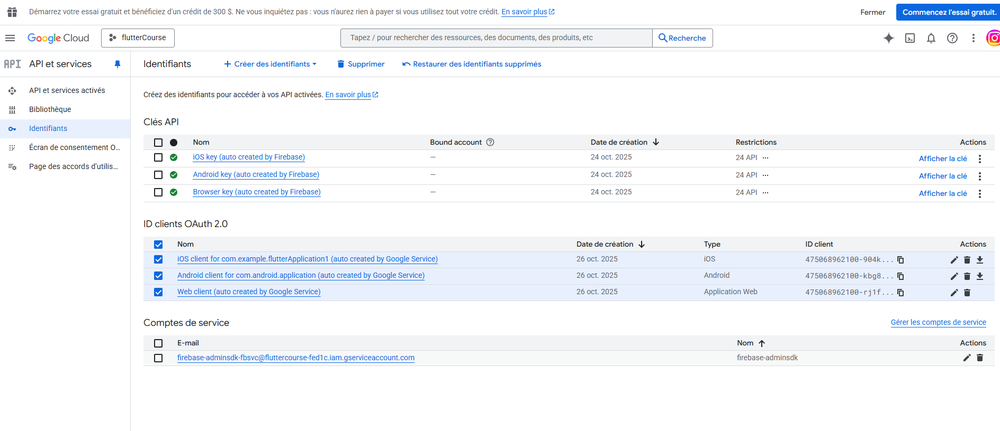 Démarrez votre essai gratuit et bénéficiez d'un crédit de 300 $. Ne vous inquiétez pas : vous n'aurez rien à payer si vous utilisez tout votre crédit. En savoir plus
Fermer
Commencez l'essai gratuit.
Google Cloud
flutterCourse
Tapez / pour rechercher des ressources, des documents, des produits, etc
Recherche
API
API et services
Identifiants
Créer des identifiants
Supprimer
Restaurer des identifiants supprimés
API et services activés
Bibliothèque
Identifiants
Écran de consentement O...
Page des accords d'utilis...
Créez des identifiants pour accéder à vos API activées. En savoir plus
Clés API
Nom Bound account Date de création Restrictions Actions
iOS key (auto created by Firebase) — 24 oct. 2025 24 API ... Afficher la clé
Android key (auto created by Firebase) — 24 oct. 2025 24 API ... Afficher la clé
Browser key (auto created by Firebase) — 24 oct. 2025 24 API ... Afficher la clé
ID clients OAuth 2.0
Nom Date de création Type ID client Actions
iOS client for com.example.flutterApplication1 (auto created by Google Service) 26 oct. 2025 iOS 475068962100-904k...
Android client for com.android.application (auto created by Google Service) 26 oct. 2025 Android 475068962100-kbg8...
Web client (auto created by Google Service) 26 oct. 2025 Application Web 475068962100-rj1f...
Comptes de service
Gérer les comptes de service
E-mail Nom Actions
firebase-adminsdk-fbsvc@fluttercourse-fed1c.iam.gserviceaccount.com firebase-adminsdk